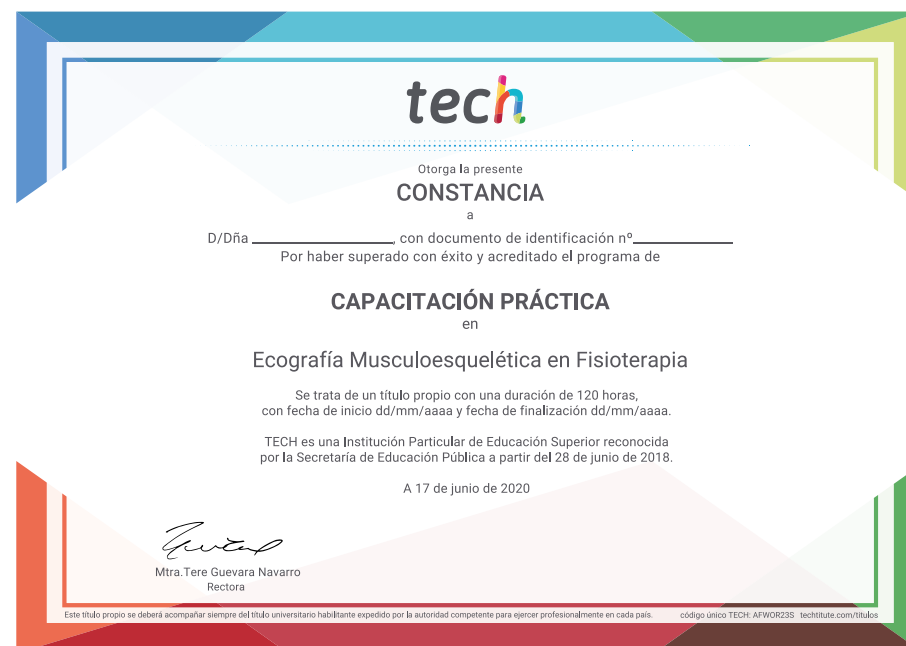 tech
Otorga la presente
CONSTANCIA
a
D/Dña ____________________, con documento de identificación nº______________
Por haber superado con éxito y acreditado el programa de
CAPACITACIÓN PRÁCTICA
en
Ecografía Musculoesquelética en Fisioterapia
Se trata de un título propio con una duración de 120 horas,
con fecha de inicio dd/mm/aaaa y fecha de finalización dd/mm/aaaa.
TECH es una Institución Particular de Educación Superior reconocida
por la Secretaría de Educación Pública a partir del 28 de junio de 2018.
A 17 de junio de 2020
Mtra.Tere Guevara Navarro
Rectora
Este título propio se deberá acompañar siempre del título universitario habilitante expedido por la autoridad competente para ejercer profesionalmente en cada país. código único TECH: AFWOR23S techtitute.com/titulos